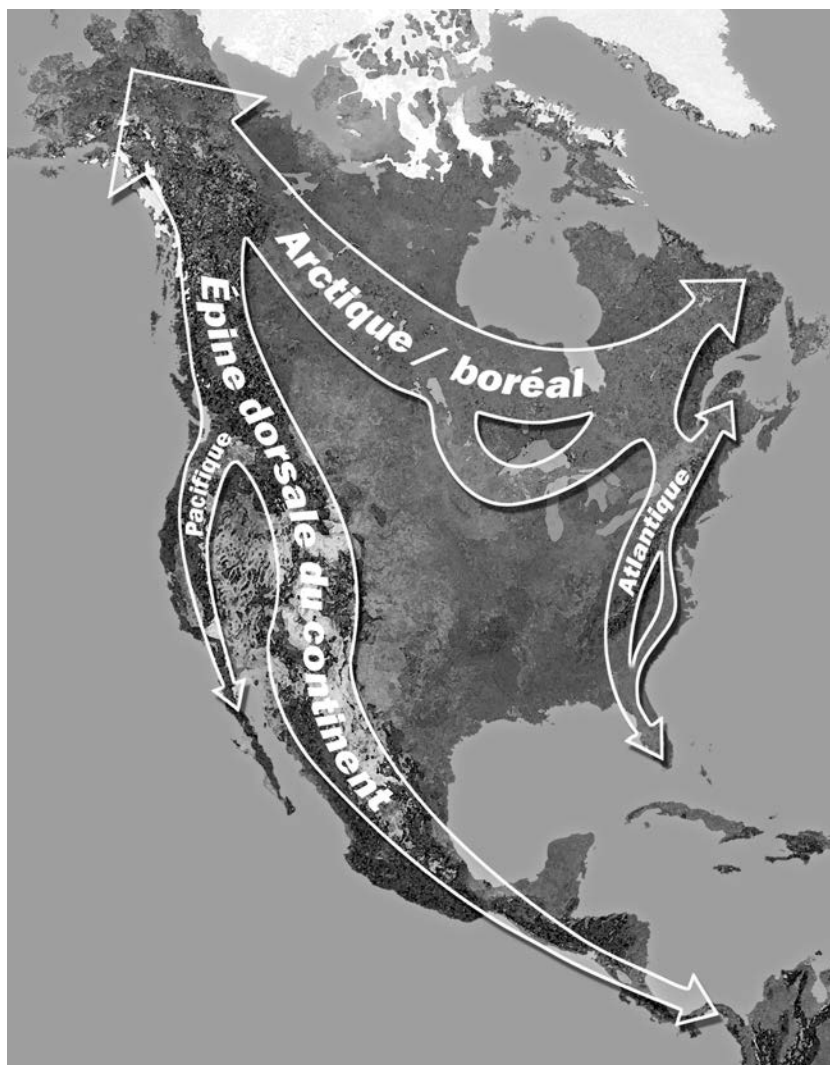 Arctique / boréal
Épine dorsale du continent
Pacifique
Atlantique